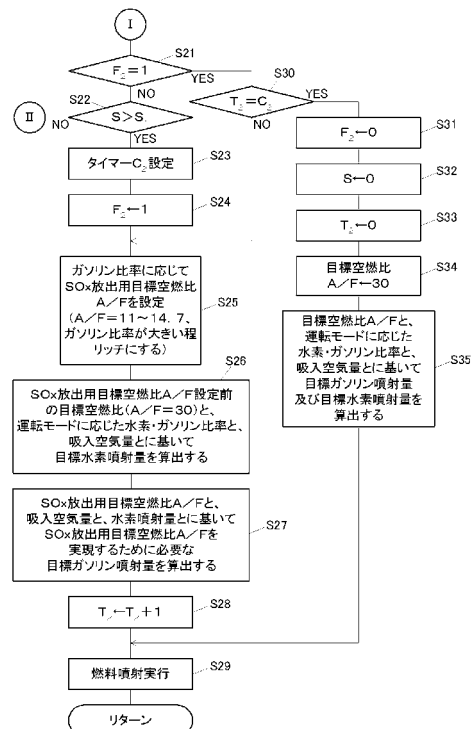 I
S21
F₂=1
YES
NO
S30
S22
T₂=C₂
YES
NO
II
NO
S>S
YES
S31
F₂←0
タイマーC₂設定
S23
S32
S←0
F₂←1
S24
S33
T₂←0
S34
目標空燃比
A/F←30
ガソリン比率に応じて
SOx放出用目標空燃比
A/Fを設定
(A/F=11~14. 7、
ガソリン比率が大きい程
リッチにする)
S25
目標空燃比A/Fと、
運転モードに応じた
水素・ガソリン比率と、
吸入空気量とに基いて
目標ガソリン噴射量
及び目標水素噴射量を
算出する
S35
S26
SOx放出用目標空燃比A/F設定前
の目標空燃比(A/F=30)と、
運転モードに応じた水素・ガソリン比率と、
吸入空気量とに基いて
目標水素噴射量を算出する
SOx放出用目標空燃比A/Fと、
吸入空気量と、水素噴射量とに基いて
SOx放出用目標空燃比A/Fを
実現するために必要な
目標ガソリン噴射量を算出する
S27
T←T+1
S28
燃料噴射実行
S29
リターン